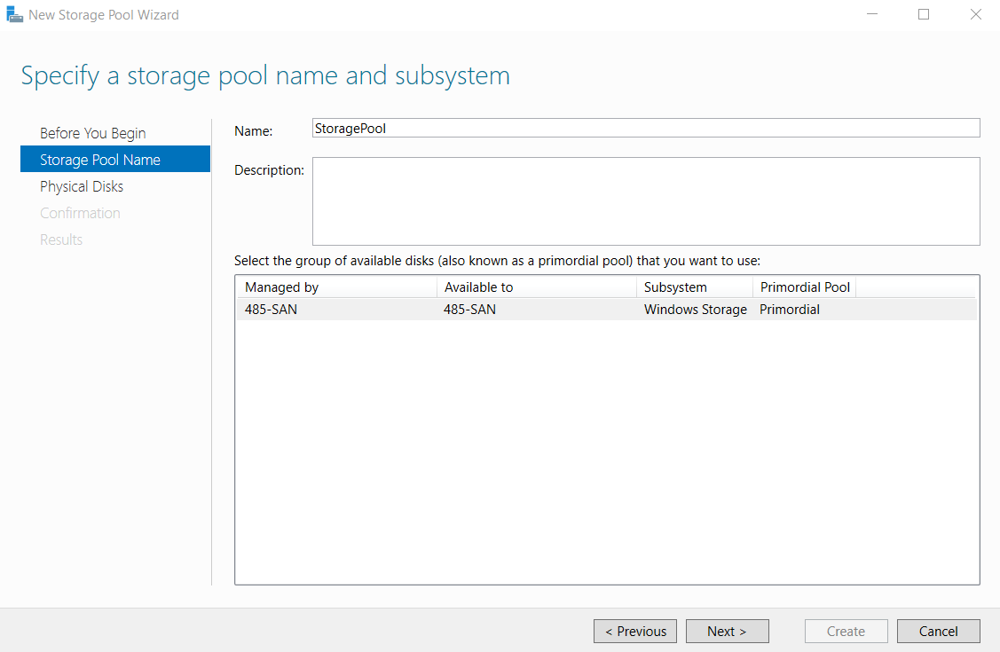 New Storage Pool Wizard
Specify a storage pool name and subsystem
Before You Begin
Storage Pool Name
Physical Disks
Confirmation
Results
Name:
StoragePool
Description:
Select the group of available disks (also known as a primordial pool) that you want to use:
Managed by Available to Subsystem Primordial Pool
485-SAN 485-SAN Windows Storage Primordial
< Previous Next > Create Cancel